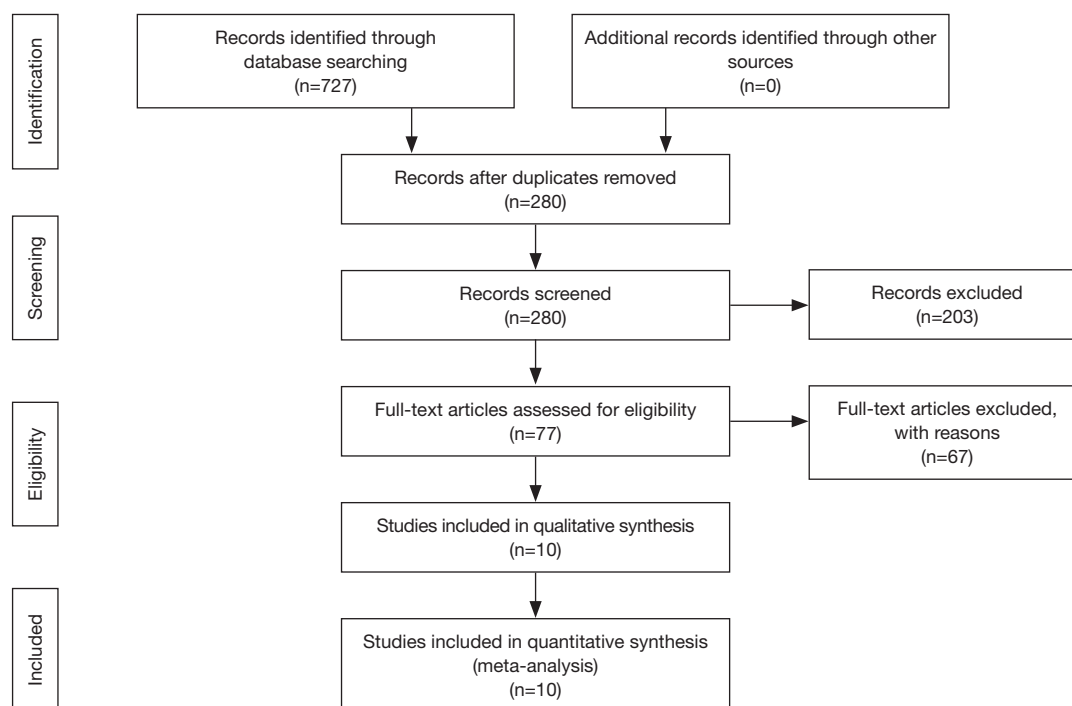 Identification
Records identified through
database searching
(n=727)
Additional records identified through other
sources
(n=0)
Records after duplicates removed
(n=280)
Screening
Records screened
(n=280)
Records excluded
(n=203)
Eligibility
Full-text articles assessed for eligibility
(n=77)
Full-text articles excluded,
with reasons
(n=67)
Studies included in qualitative synthesis
(n=10)
Included
Studies included in quantitative synthesis
(meta-analysis)
(n=10)